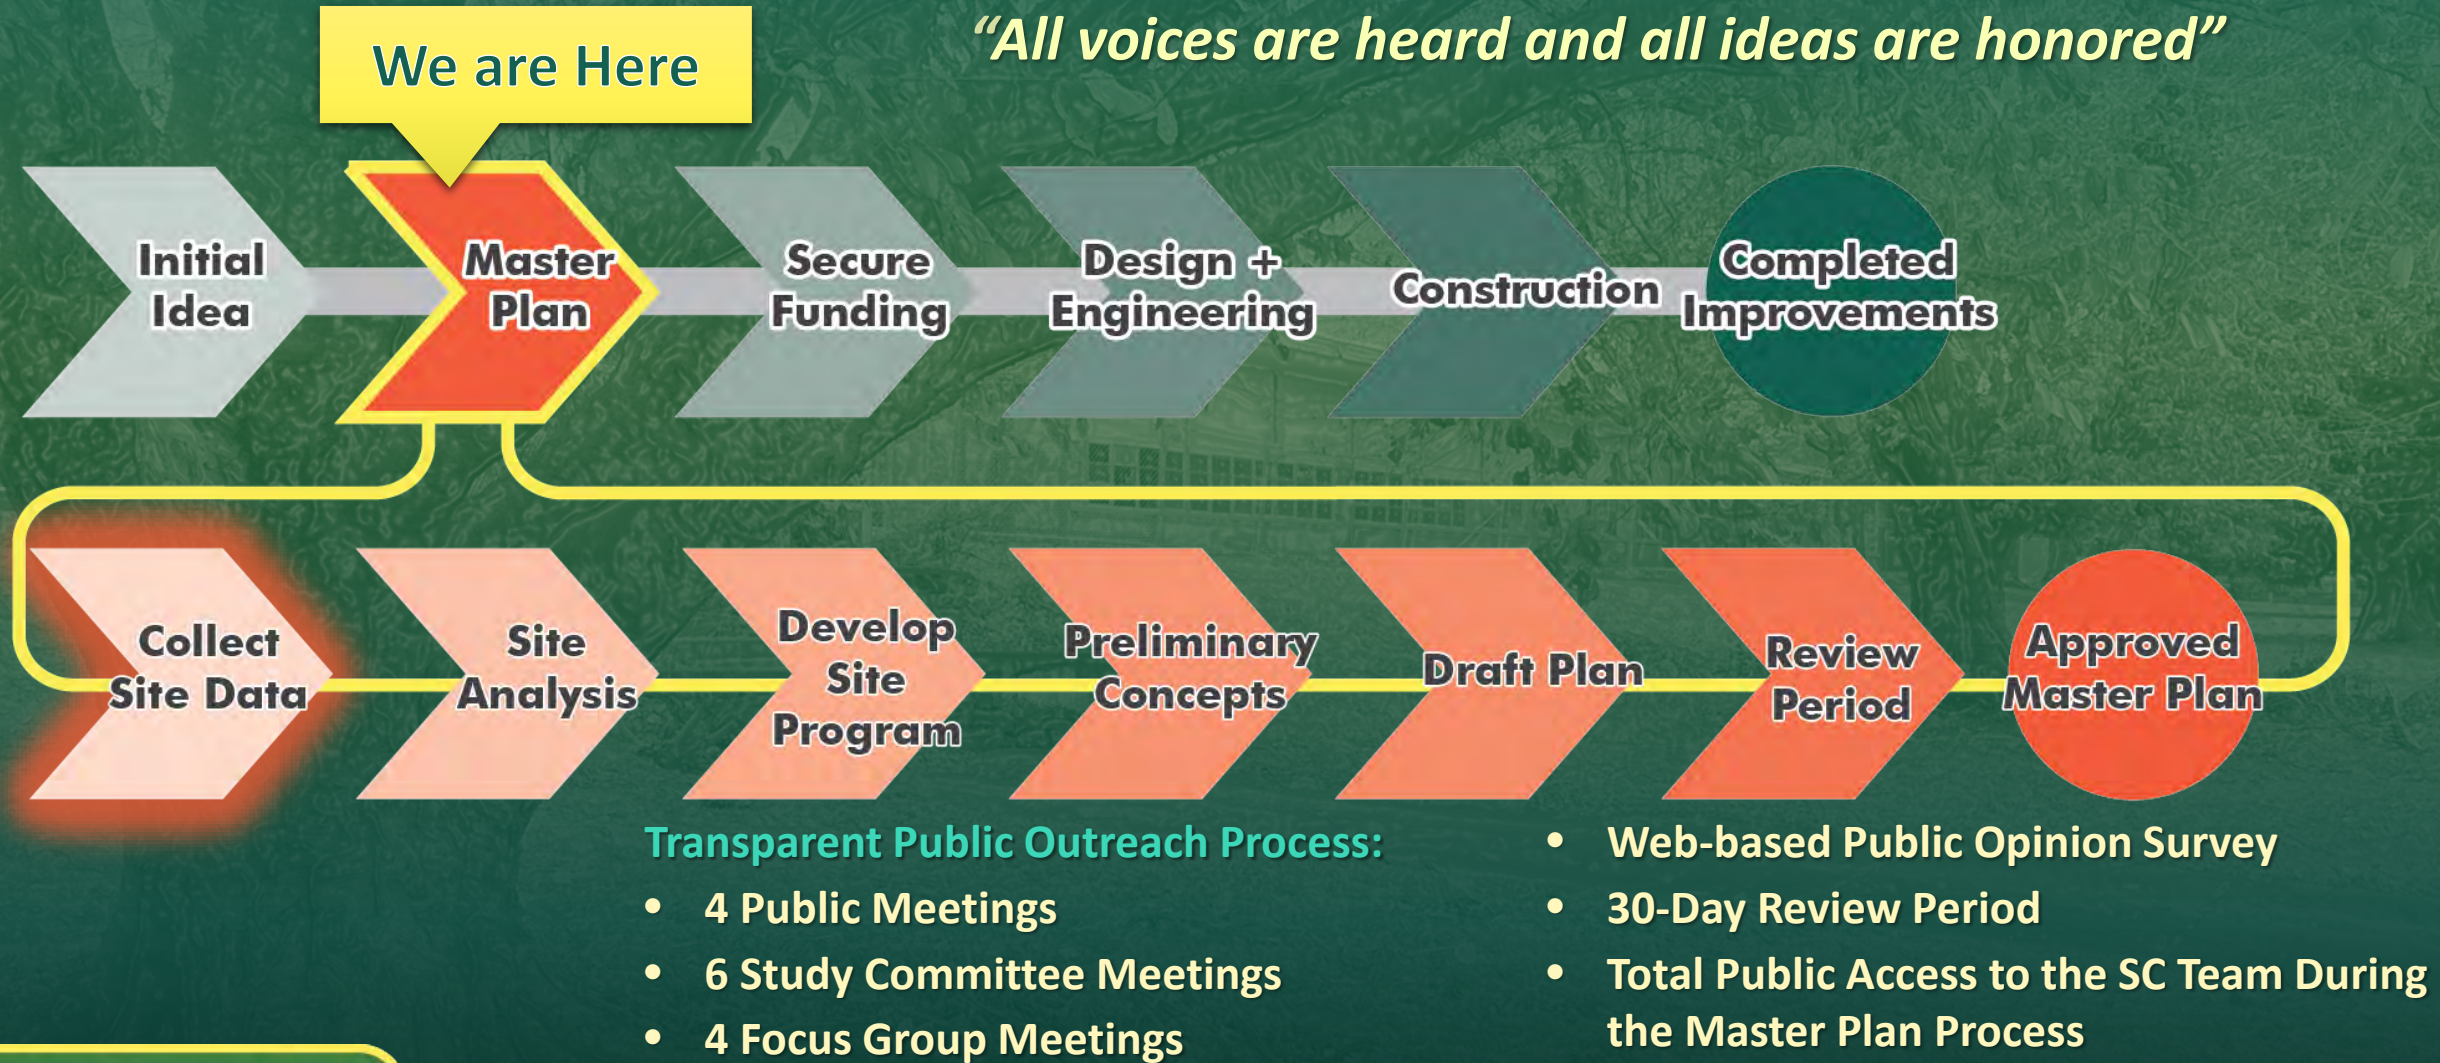 We are Here
“All voices are heard and all ideas are honored”
Initial
Idea
Master
Plan
Secure
Funding
Design +
Engineering
Construction
Completed
Improvements
Collect
Site Data
Site
Analysis
Develop
Site
Program
Preliminary
Concepts
Draft Plan
Review
Period
Approved
Master Plan
Transparent Public Outreach Process:
• 4 Public Meetings
• 6 Study Committee Meetings
• 4 Focus Group Meetings
• Web-based Public Opinion Survey
• 30-Day Review Period
• Total Public Access to the SC Team During
the Master Plan Process